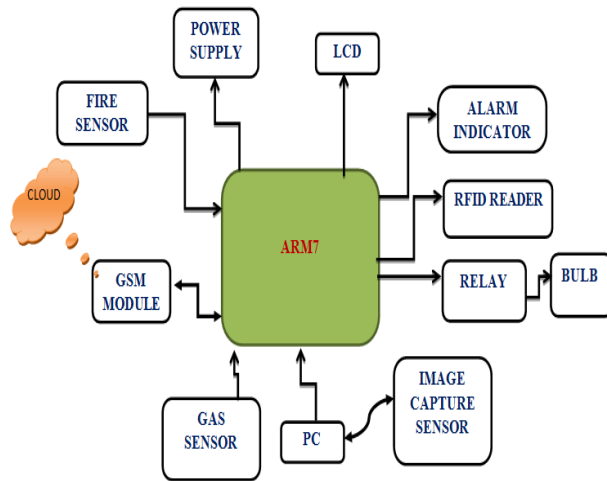 POWER
SUPPLY
LCD
FIRE
SENSOR
ALARM
INDICATOR
CLOUD
RFID READER
ARM7
GSM
MODULE
RELAY
BULB
IMAGE
CAPTURE
SENSOR
GAS
SENSOR
PC